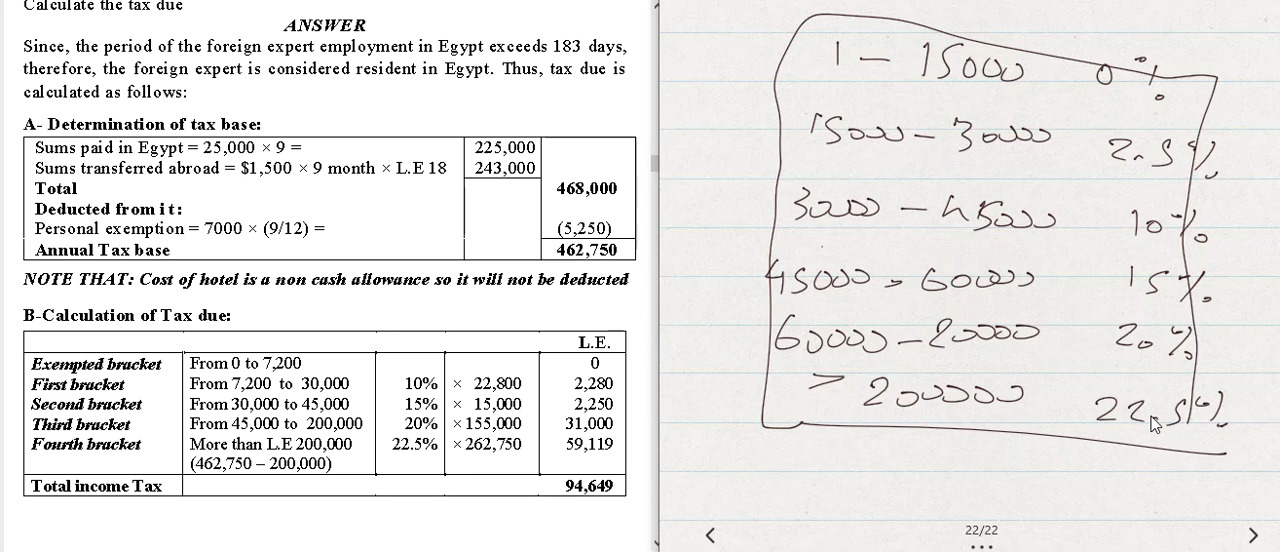 Calculate the tax due
ANSWER
Since, the period of the foreign expert employment in Egypt exceeds 183 days,
therefore, the foreign expert is considered resident in Egypt. Thus, tax due is
calculated as follows:
A- Determination of tax base:
Sums paid in Egypt = 25,000 × 9 = 225,000
Sums transferred abroad = $1,500 × 9 month × L.E 18 243,000
Total 468,000
Deducted from it:
Personal exemption = 7000 × (9/12) = (5,250)
Annual Tax base 462,750
NOTE THAT: Cost of hotel is a non cash allowance so it will not be deducted
B-Calculation of Tax due:
L.E.
Exempted bracket From 0 to 7,200 0
First bracket From 7,200 to 30,000 10% × 22,800 2,280
Second bracket From 30,000 to 45,000 15% × 15,000 2,250
Third bracket From 45,000 to 200,000 20% ×155,000 31,000
Fourth bracket More than L.E 200,000 22.5% ×262,750 59,119
(462,750 – 200,000)
Total income Tax 94,649
1 – 15000 0%
15000 – 30000 2.5%
30000 – 45000 10%
45000 - 60000 15%
60000 – 20000 20%
> 200000 22.5%
22/22